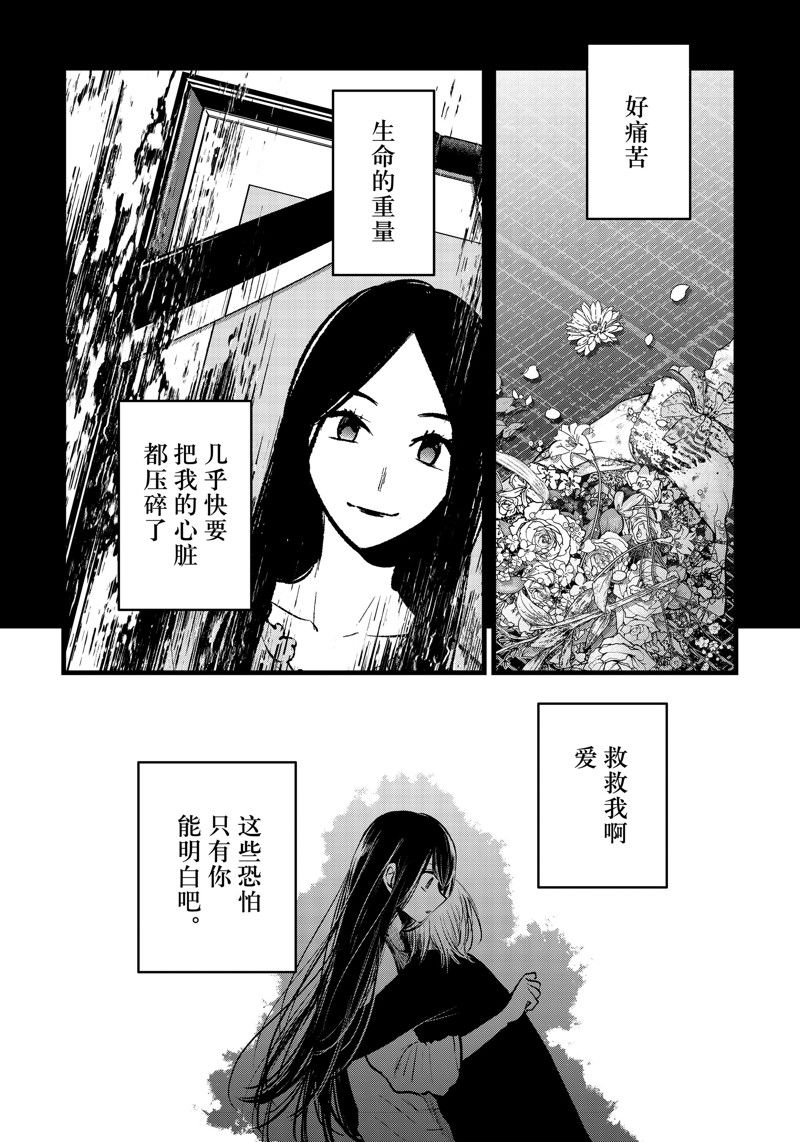 好痛苦
生命的重量
几乎快要
把我的心脏
都压碎了
救救我啊
爱
这些恐怕
只有你
能明白吧。